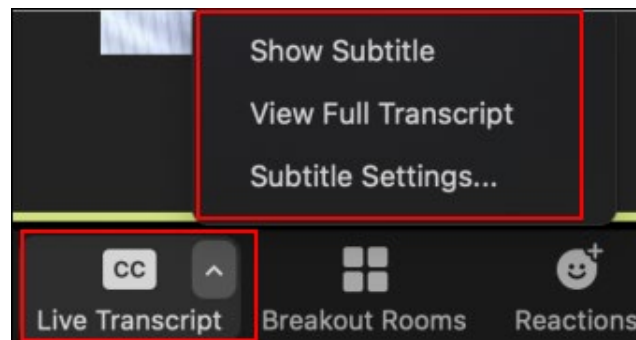 Show Subtitle
View Full Transcript
Subtitle Settings...
CC
Live Transcript
Breakout Rooms
Reactions